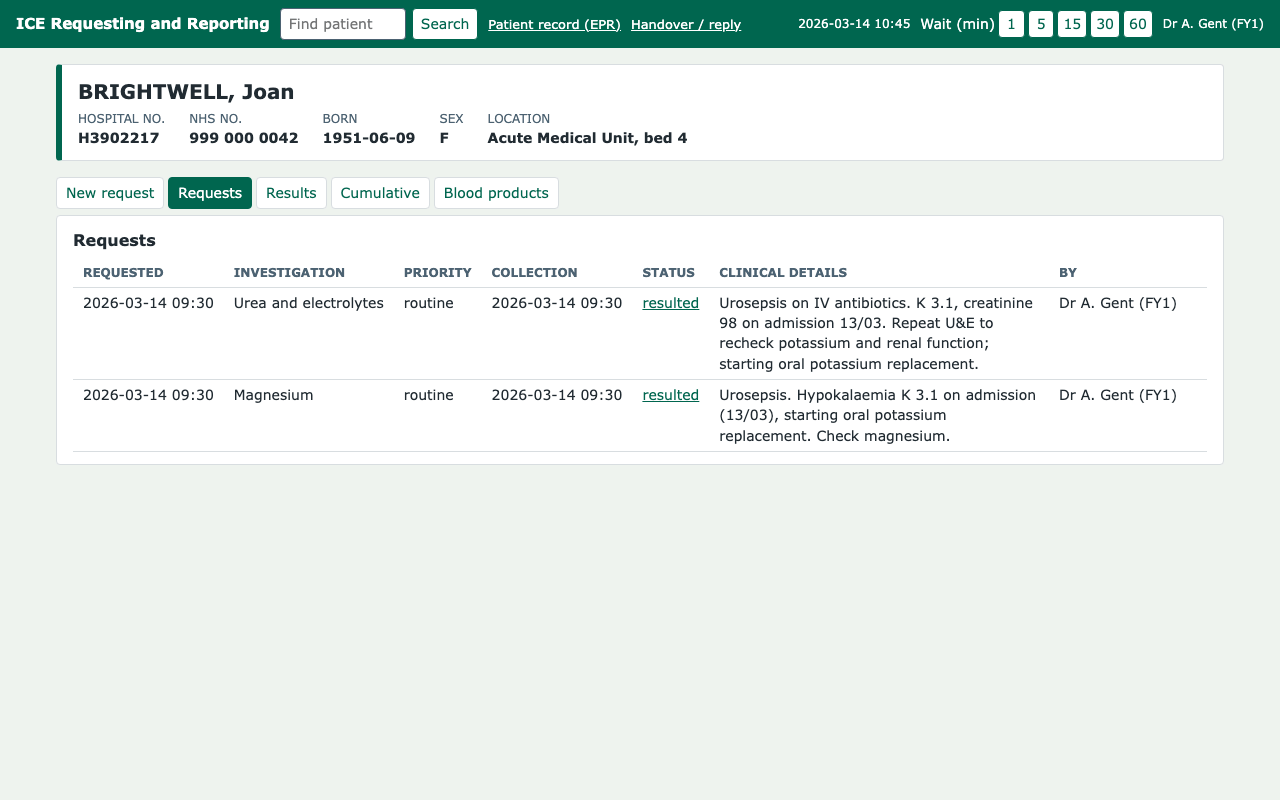 ICE Requesting and Reporting Find patient Search Patient record (EPR) Handover / reply 2026-03-14 10:45 Wait (min) 1 5 15 30 60 Dr A. Gent (FY1)
BRIGHTWELL, Joan
HOSPITAL NO. NHS NO. BORN SEX LOCATION
H3902217 999 000 0042 1951-06-09 F Acute Medical Unit, bed 4
New request Requests Results Cumulative Blood products
Requests
REQUESTED INVESTIGATION PRIORITY COLLECTION STATUS CLINICAL DETAILS BY
2026-03-14 09:30 Urea and electrolytes routine 2026-03-14 09:30 resulted Urosepsis on IV antibiotics. K 3.1, creatinine Dr A. Gent (FY1)
98 on admission 13/03. Repeat U&E to
recheck potassium and renal function;
starting oral potassium replacement.
2026-03-14 09:30 Magnesium routine 2026-03-14 09:30 resulted Urosepsis. Hypokalaemia K 3.1 on admission Dr A. Gent (FY1)
(13/03), starting oral potassium
replacement. Check magnesium.